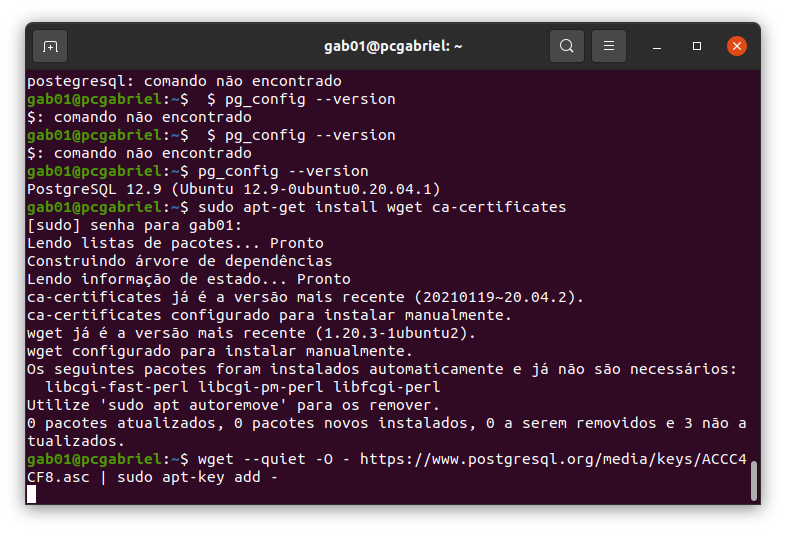 gab01@pcgabriel: ~
postegresql: comando não encontrado
gab01@pcgabriel:~$  $ pg_config --version
$: comando não encontrado
gab01@pcgabriel:~$  $ pg_config --version
$: comando não encontrado
gab01@pcgabriel:~$ pg_config --version
PostgreSQL 12.9 (Ubuntu 12.9-0ubuntu0.20.04.1)
gab01@pcgabriel:~$ sudo apt-get install wget ca-certificates
[sudo] senha para gab01:
Lendo listas de pacotes... Pronto
Construindo árvore de dependências
Lendo informação de estado... Pronto
ca-certificates já é a versão mais recente (20210119~20.04.2).
ca-certificates configurado para instalar manualmente.
wget já é a versão mais recente (1.20.3-1ubuntu2).
wget configurado para instalar manualmente.
Os seguintes pacotes foram instalados automaticamente e já não são necessários:
  libcgi-fast-perl libcgi-pm-perl libfcgi-perl
Utilize 'sudo apt autoremove' para os remover.
0 pacotes atualizados, 0 pacotes novos instalados, 0 a serem removidos e 3 não a
tualizados.
gab01@pcgabriel:~$ wget --quiet -O - https://www.postgresql.org/media/keys/ACCC4
CF8.asc | sudo apt-key add -